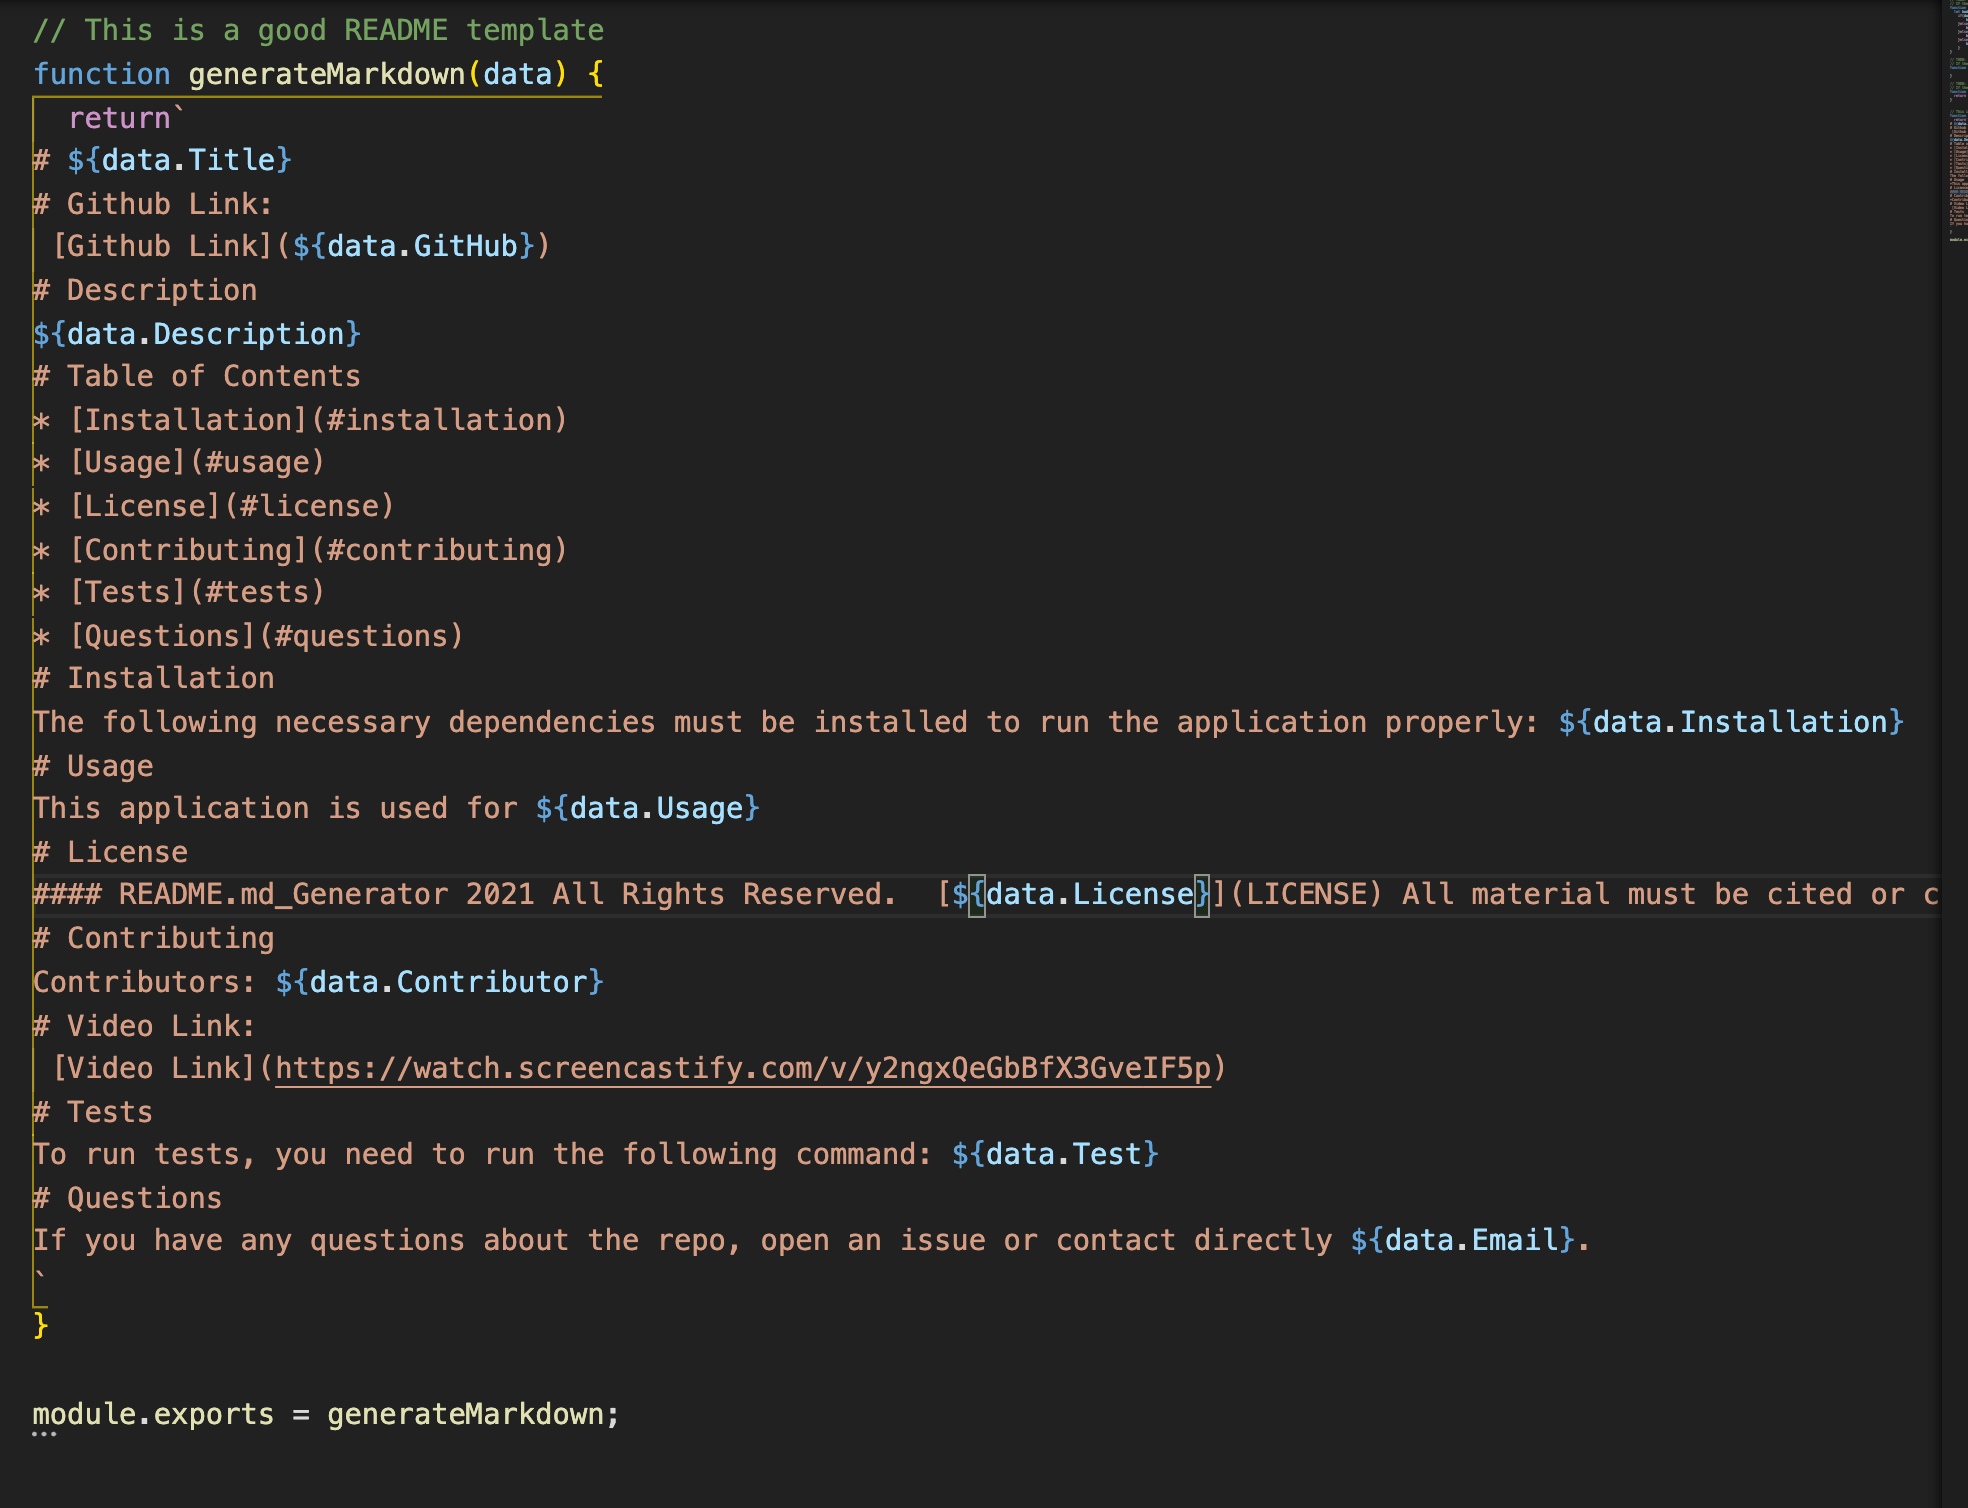 // This is a good README template
function generateMarkdown(data) {
  return`
# ${data.Title}
# Github Link:
 [Github Link](${data.GitHub})
# Description
${data.Description}
# Table of Contents
* [Installation](#installation)
* [Usage](#usage)
* [License](#license)
* [Contributing](#contributing)
* [Tests](#tests)
* [Questions](#questions)
# Installation
The following necessary dependencies must be installed to run the application properly: ${data.Installation}
# Usage
This application is used for ${data.Usage}
# License
#### README.md_Generator 2021 All Rights Reserved.  [${data.License}](LICENSE) All material must be cited or c
# Contributing
Contributors: ${data.Contributor}
# Video Link:
 [Video Link](https://watch.screencastify.com/v/y2ngxQeGbBfX3GveIF5p)
# Tests
To run tests, you need to run the following command: ${data.Test}
# Questions
If you have any questions about the repo, open an issue or contact directly ${data.Email}.
`
}
module.exports = generateMarkdown;